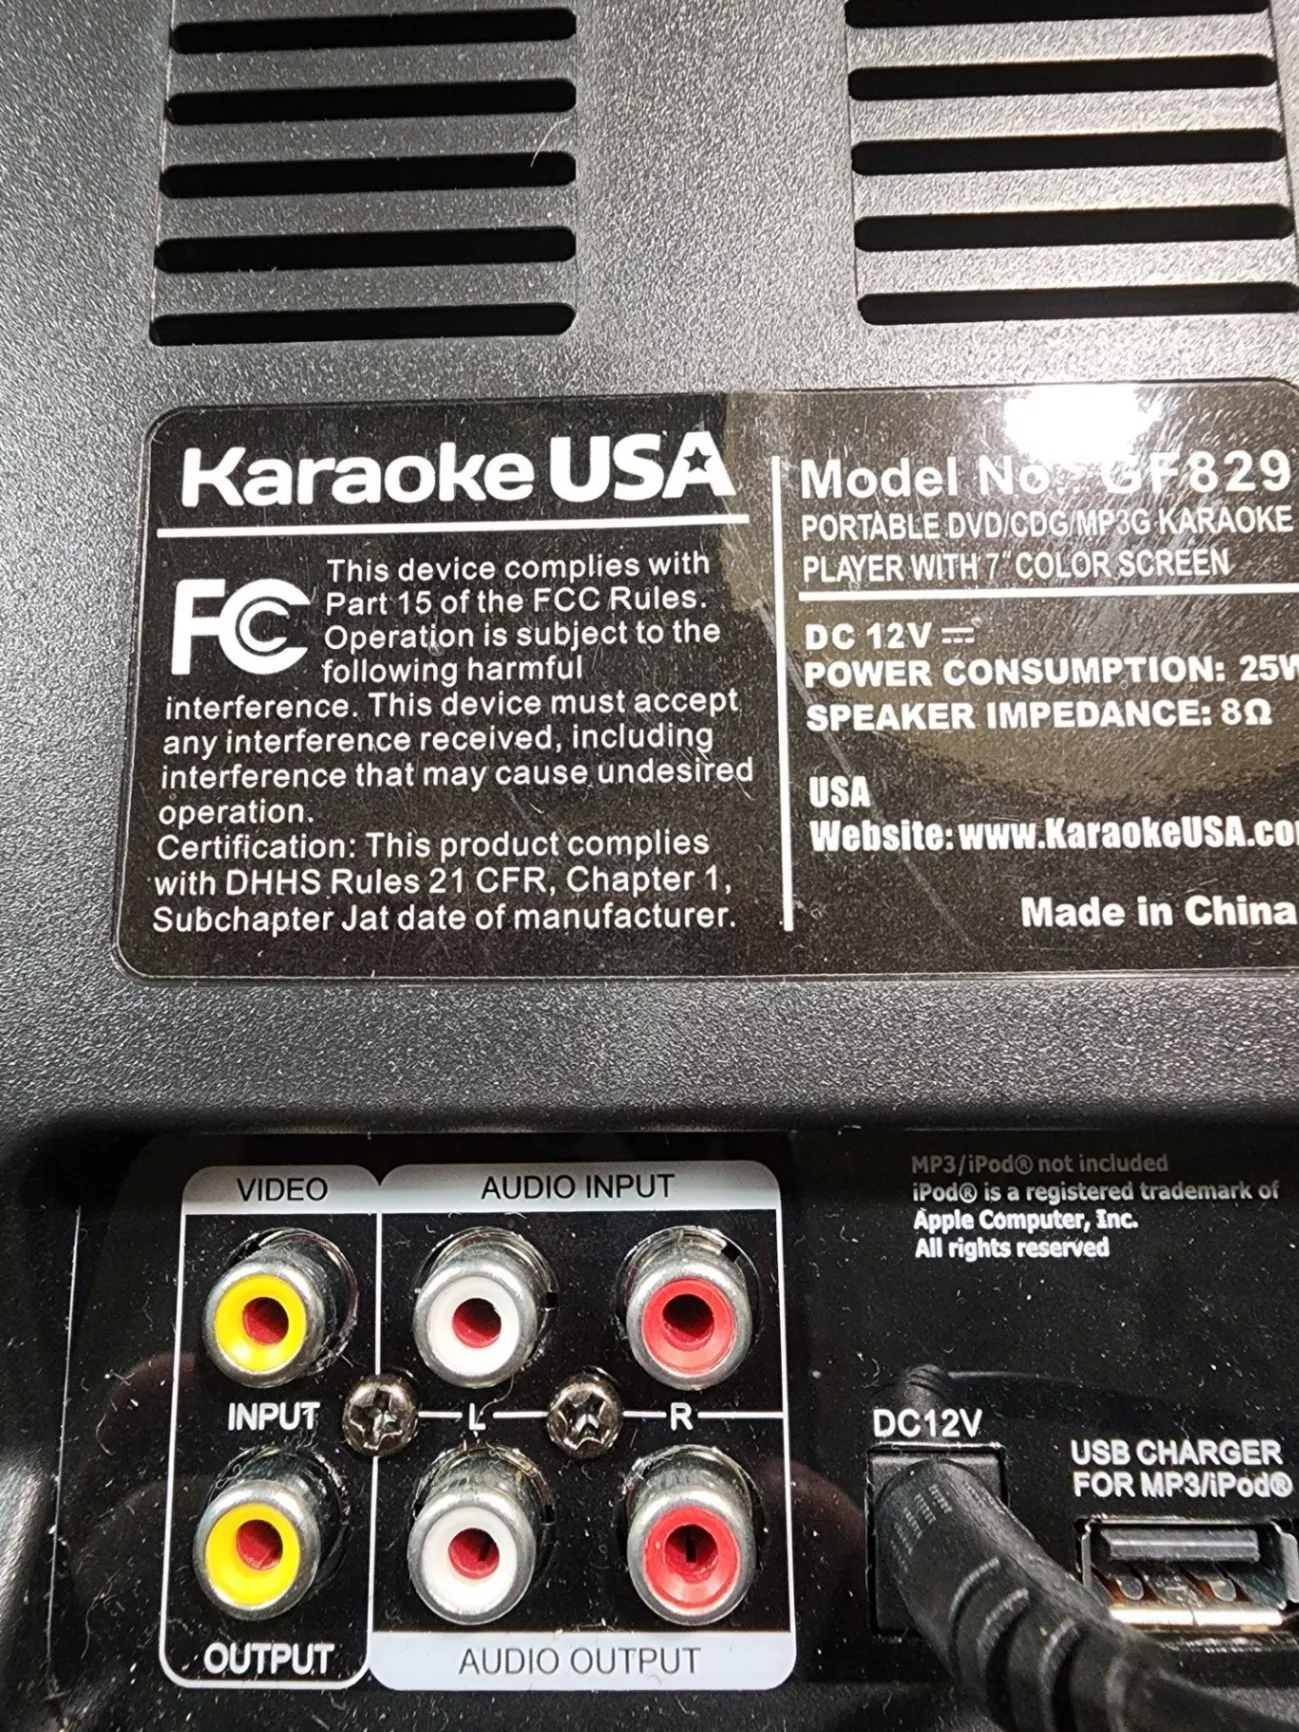 Karaoke USA
FC
This device complies with
Part 15 of the FCC Rules.
Operation is subject to the
following harmful
interference. This device must accept
any interference received, including
interference that may cause undesired
operation.
Certification: This product complies
with DHHS Rules 21 CFR, Chapter 1,
Subchapter Jat date of manufacturer.
Model No.: GF829
PORTABLE DVD/CDG/MP3G KARAOKE
PLAYER WITH 7" COLOR SCREEN
DC 12V ⎓
POWER CONSUMPTION: 25W
SPEAKER IMPEDANCE: 8Ω
USA
Website: www.KaraokeUSA.co
Made in China
VIDEO
AUDIO INPUT
INPUT
L
R
OUTPUT
AUDIO OUTPUT
MP3/iPod® not included
iPod® is a registered trademark of
Apple Computer, Inc.
All rights reserved
DC12V
USB CHARGER
FOR MP3/iPod®